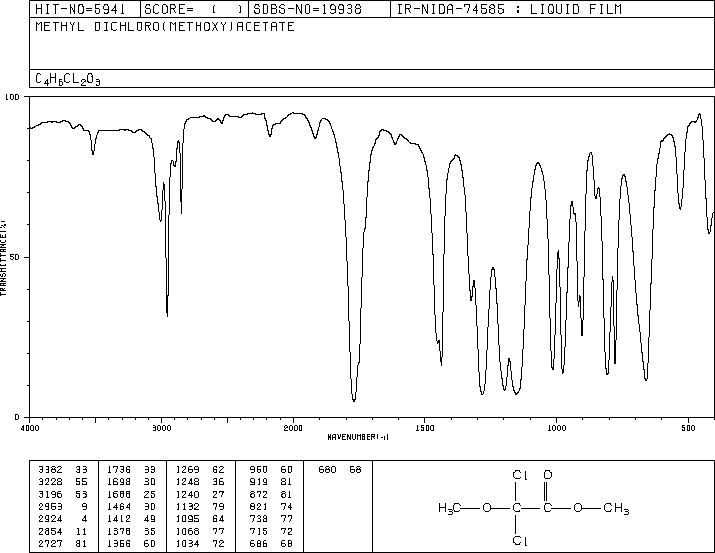 HIT-NO=5941 SCORE= ( ) SDBS-NO=19938 IR-NIDA-74585 : LIQUID FILM
METHYL DICHLORO(METHOXY)ACETATE
C4H6CL2O3
100
50
0
TRANSMITTANCE(%)
4000 3000 2000 1500 1000 500
WAVENUMBER(-1)
3382 33 1736 39 1269 62 960 60 680 68
3228 55 1698 30 1248 36 919 81
3196 53 1688 25 1240 27 872 81
2959 9 1464 30 1192 79 821 74
2924 4 1412 49 1095 64 738 77
2854 11 1378 35 1068 77 715 72
2727 81 1366 60 1034 72 686 68
Cl O
H3C—O—C—C—O—CH3
Cl